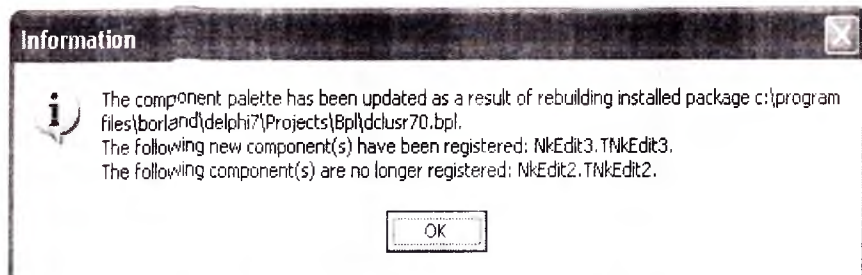 Information
The component palette has been updated as a result of rebuilding installed package c:\program
files\borland\delphi7\Projects\Bpl\dclusr70.bpl.
The following new component(s) have been registered: NkEdit3.TNkEdit3.
The following component(s) are no longer registered: NkEdit2.TNkEdit2.
OK